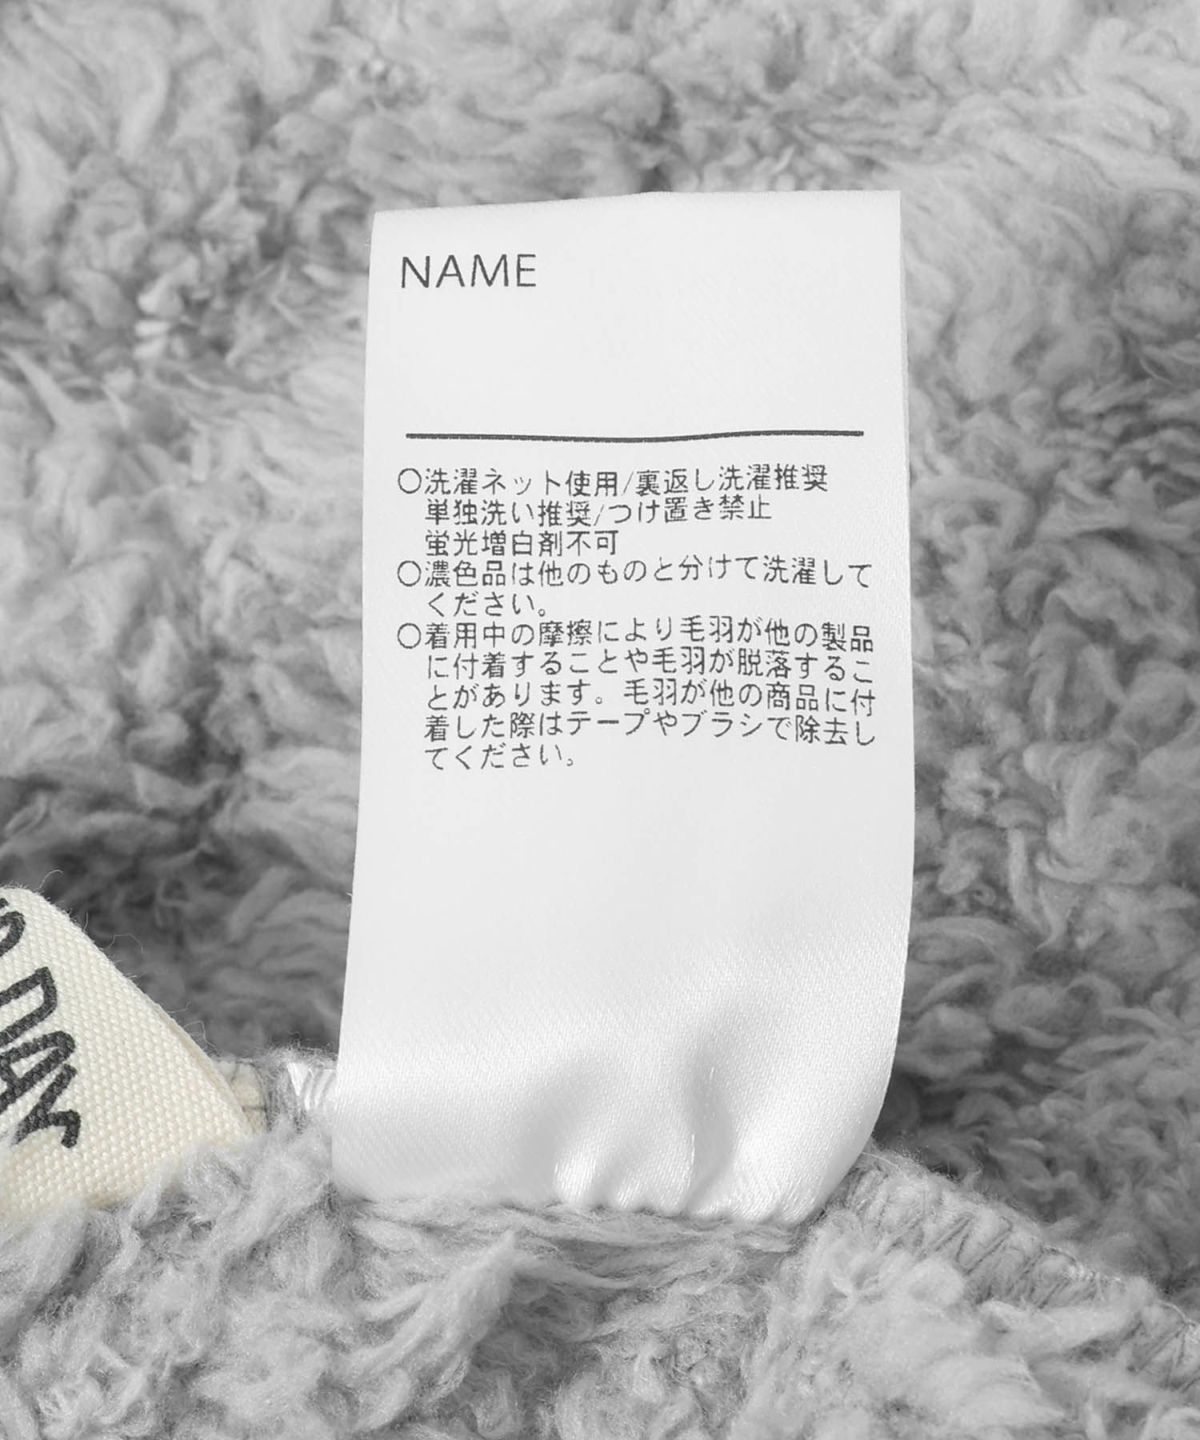 NAME
○洗濯ネット使用/裏返し洗濯推奨
単独洗い推奨/つけ置き禁止
蛍光増白剤不可
○濃色品は他のものと分けて洗濯して
ください。
○着用中の摩擦により毛羽が他の製品
に付着することや毛羽が脱落するこ
とがあります。毛羽が他の商品に付
着した際はテープやブラシで除去し
てください。
DAY